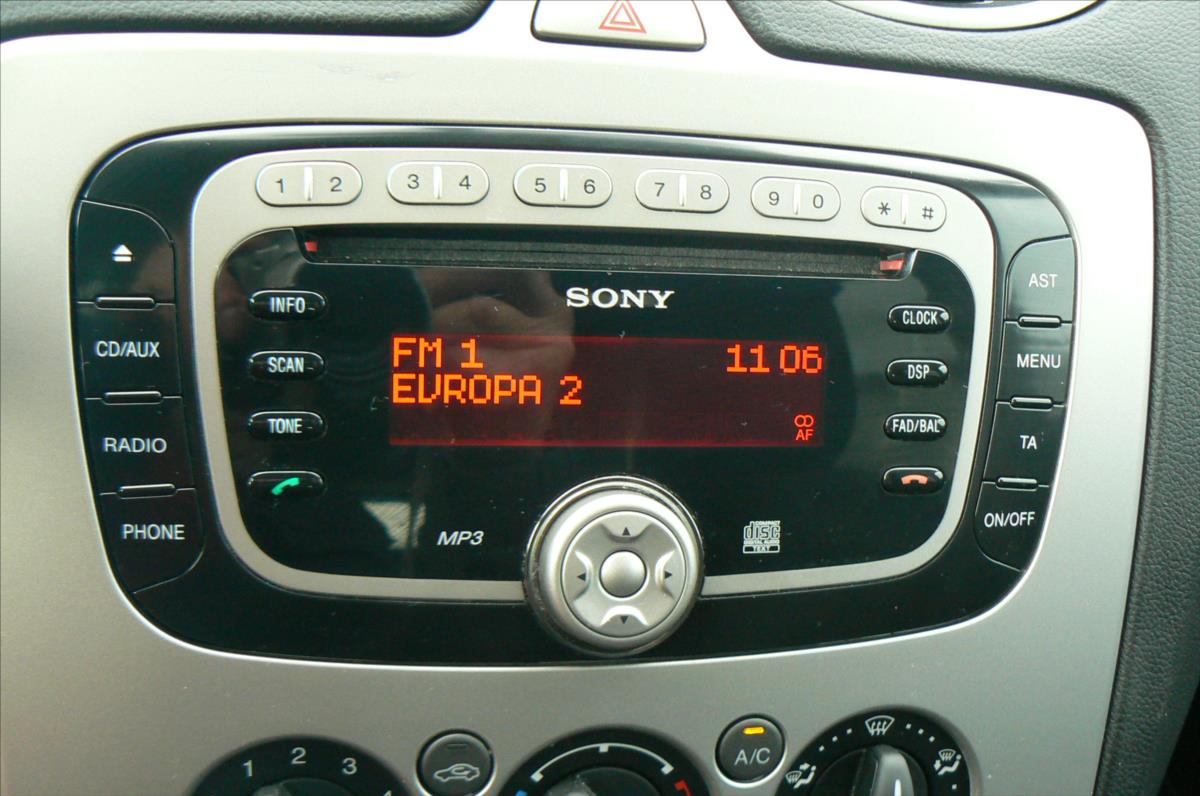 1 2 3 4 5 6 7 8 9 0 * #
SONY
INFO
CLOCK
AST
CD/AUX
SCAN
FM 1 11 06
DSP
MENU
EVROPA 2
RADIO
TONE
AF
FAD/BAL
TA
PHONE
MP3
COMPACT
disc
DIGITAL AUDIO
TEXT
ON/OFF
1 2 3 4
A/C